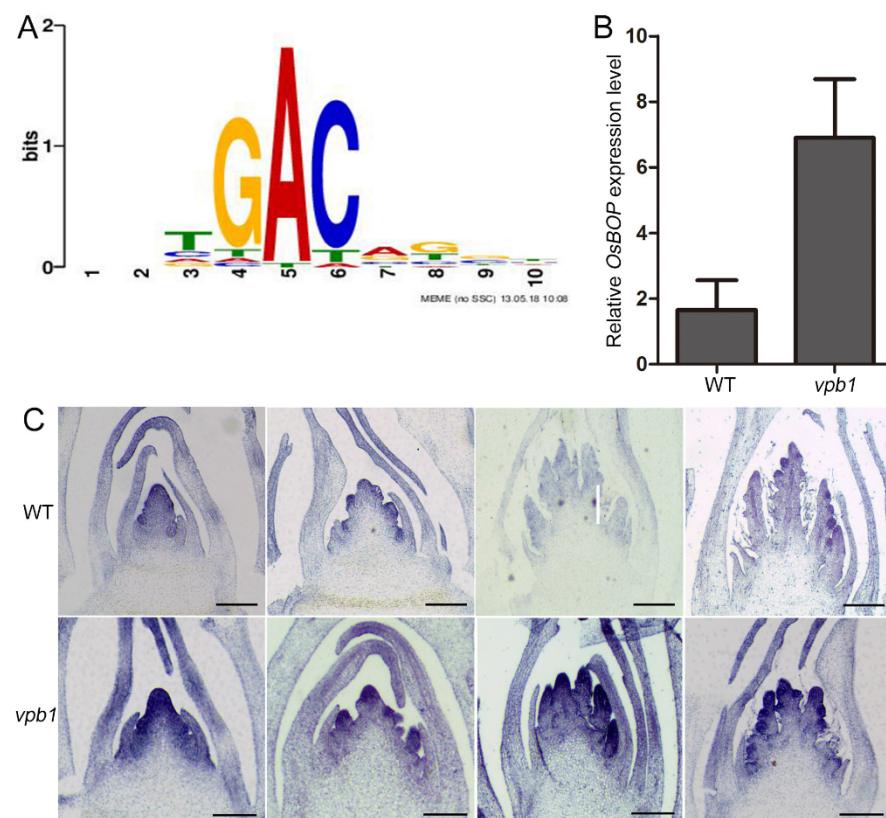 A
2
bits
1
0
T G A C T A G
1 2 3 4 5 6 7 8 9 10
MEME (no SSC) 13.05.18 10:08
B
Relative OsBOP expression level
10
8
6
4
2
0
WT vpb1
C
WT
vpb1